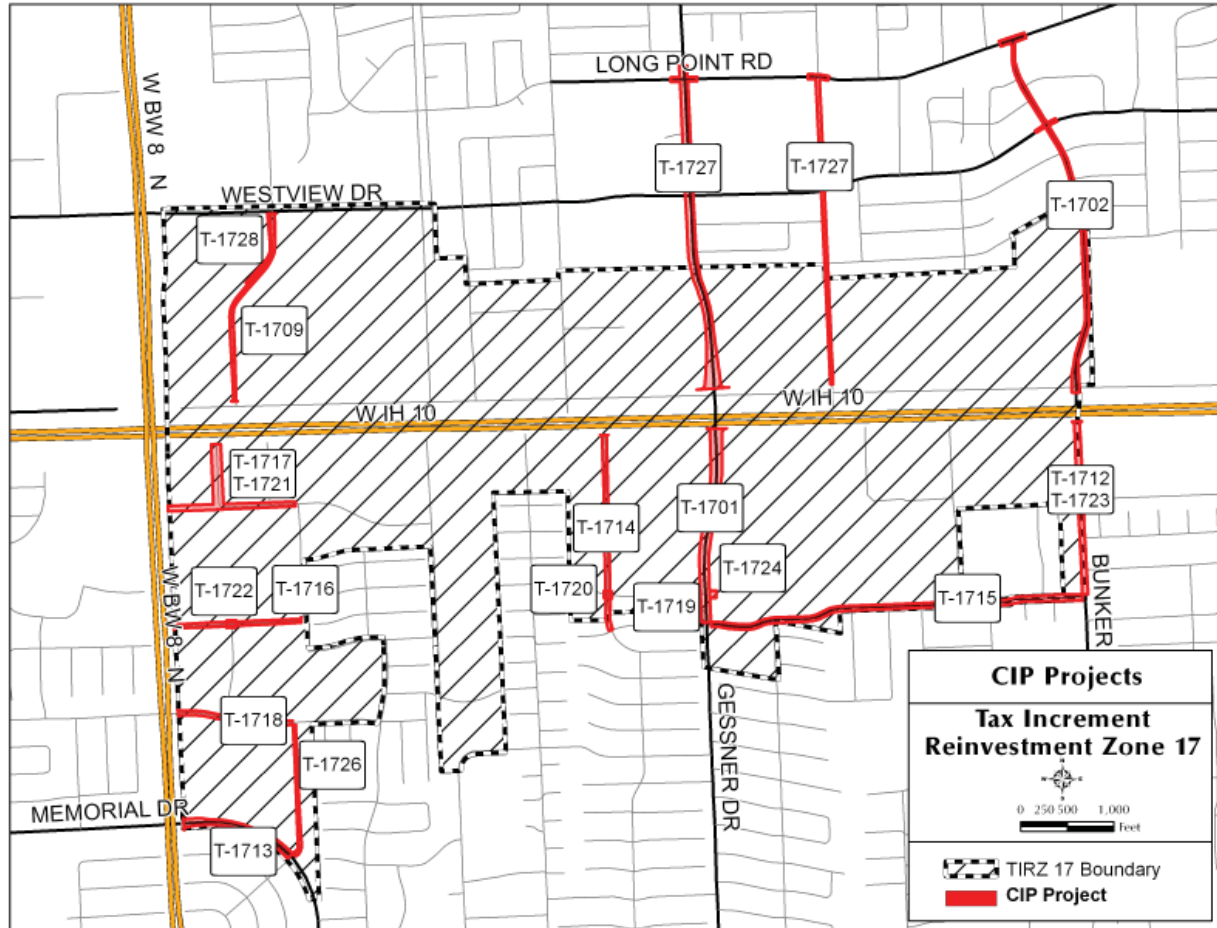 LONG POINT RD
W BW 8 N
T-1727
T-1727
WESTVIEW DR
T-1702
T-1728
T-1709
W IH 10
W IH 10
T-1717
T-1721
T-1712
T-1723
T-1701
T-1714
T-1724
W BW 8 N
T-1722
T-1716
T-1720
T-1719
T-1715
BUNKER
GESSNER DR
T-1718
T-1726
MEMORIAL DR
T-1713
CIP Projects
Tax Increment
Reinvestment Zone 17
N
W E
S
0 250 500 1,000
Feet
TIRZ 17 Boundary
CIP Project